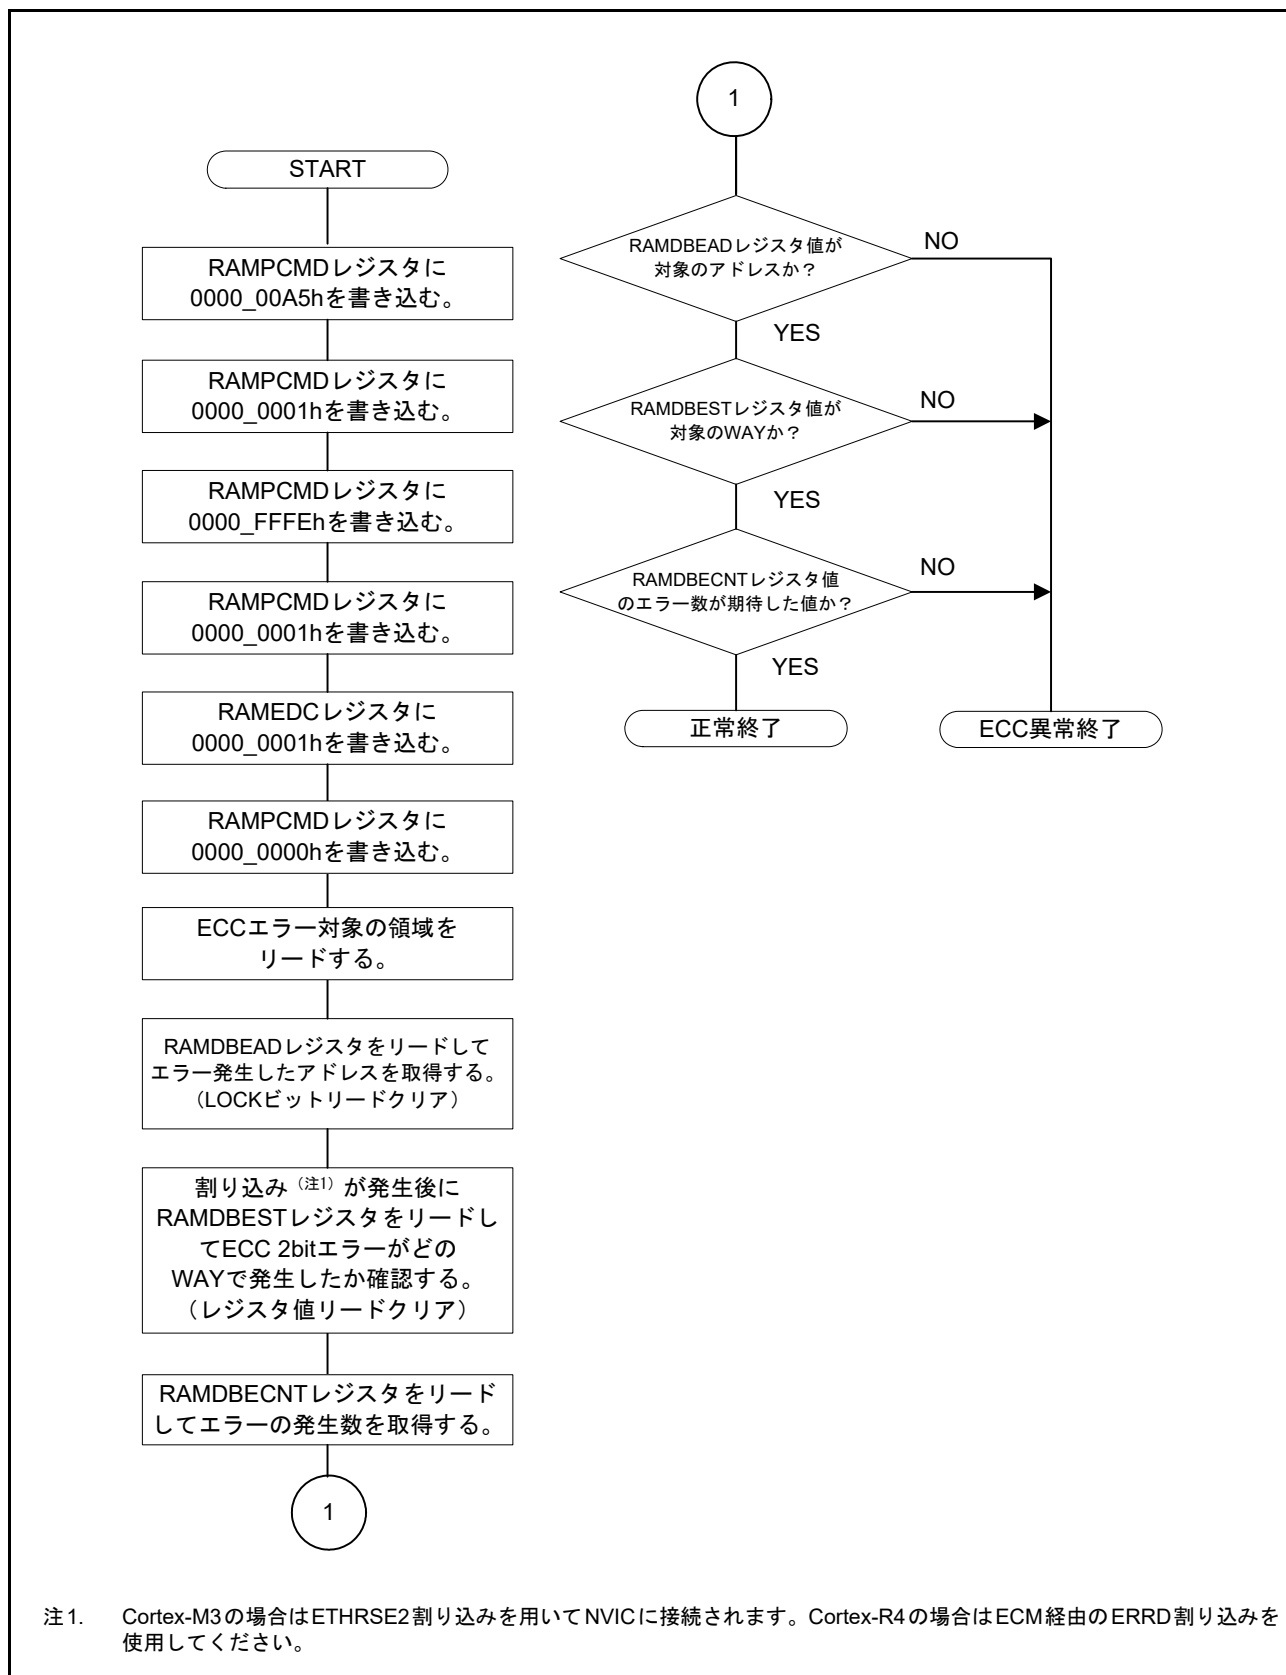 START
RAMPCMDレジスタに
0000_00A5hを書き込む。
RAMPCMDレジスタに
0000_0001hを書き込む。
RAMPCMDレジスタに
0000_FFFEhを書き込む。
RAMPCMDレジスタに
0000_0001hを書き込む。
RAMEDCレジスタに
0000_0001hを書き込む。
RAMPCMDレジスタに
0000_0000hを書き込む。
ECCエラー対象の領域を
リードする。
RAMDBEADレジスタをリードして
エラー発生したアドレスを取得する。
（LOCKビットリードクリア）
割り込み（注1）が発生後に
RAMDBESTレジスタをリードし
てECC 2bitエラーがどの
WAYで発生したか確認する。
（レジスタ値リードクリア）
RAMDBECNTレジスタをリード
してエラーの発生数を取得する。
1
1
RAMDBEADレジスタ値が
対象のアドレスか？
NO
YES
RAMDBESTレジスタ値が
対象のWAYか？
NO
YES
RAMDBECNTレジスタ値
のエラー数が期待した値か？
NO
YES
正常終了
ECC異常終了
注1. Cortex-M3の場合はETHRSE2割り込みを用いてNVICに接続されます。Cortex-R4の場合はECM経由のERRD割り込みを
使用してください。